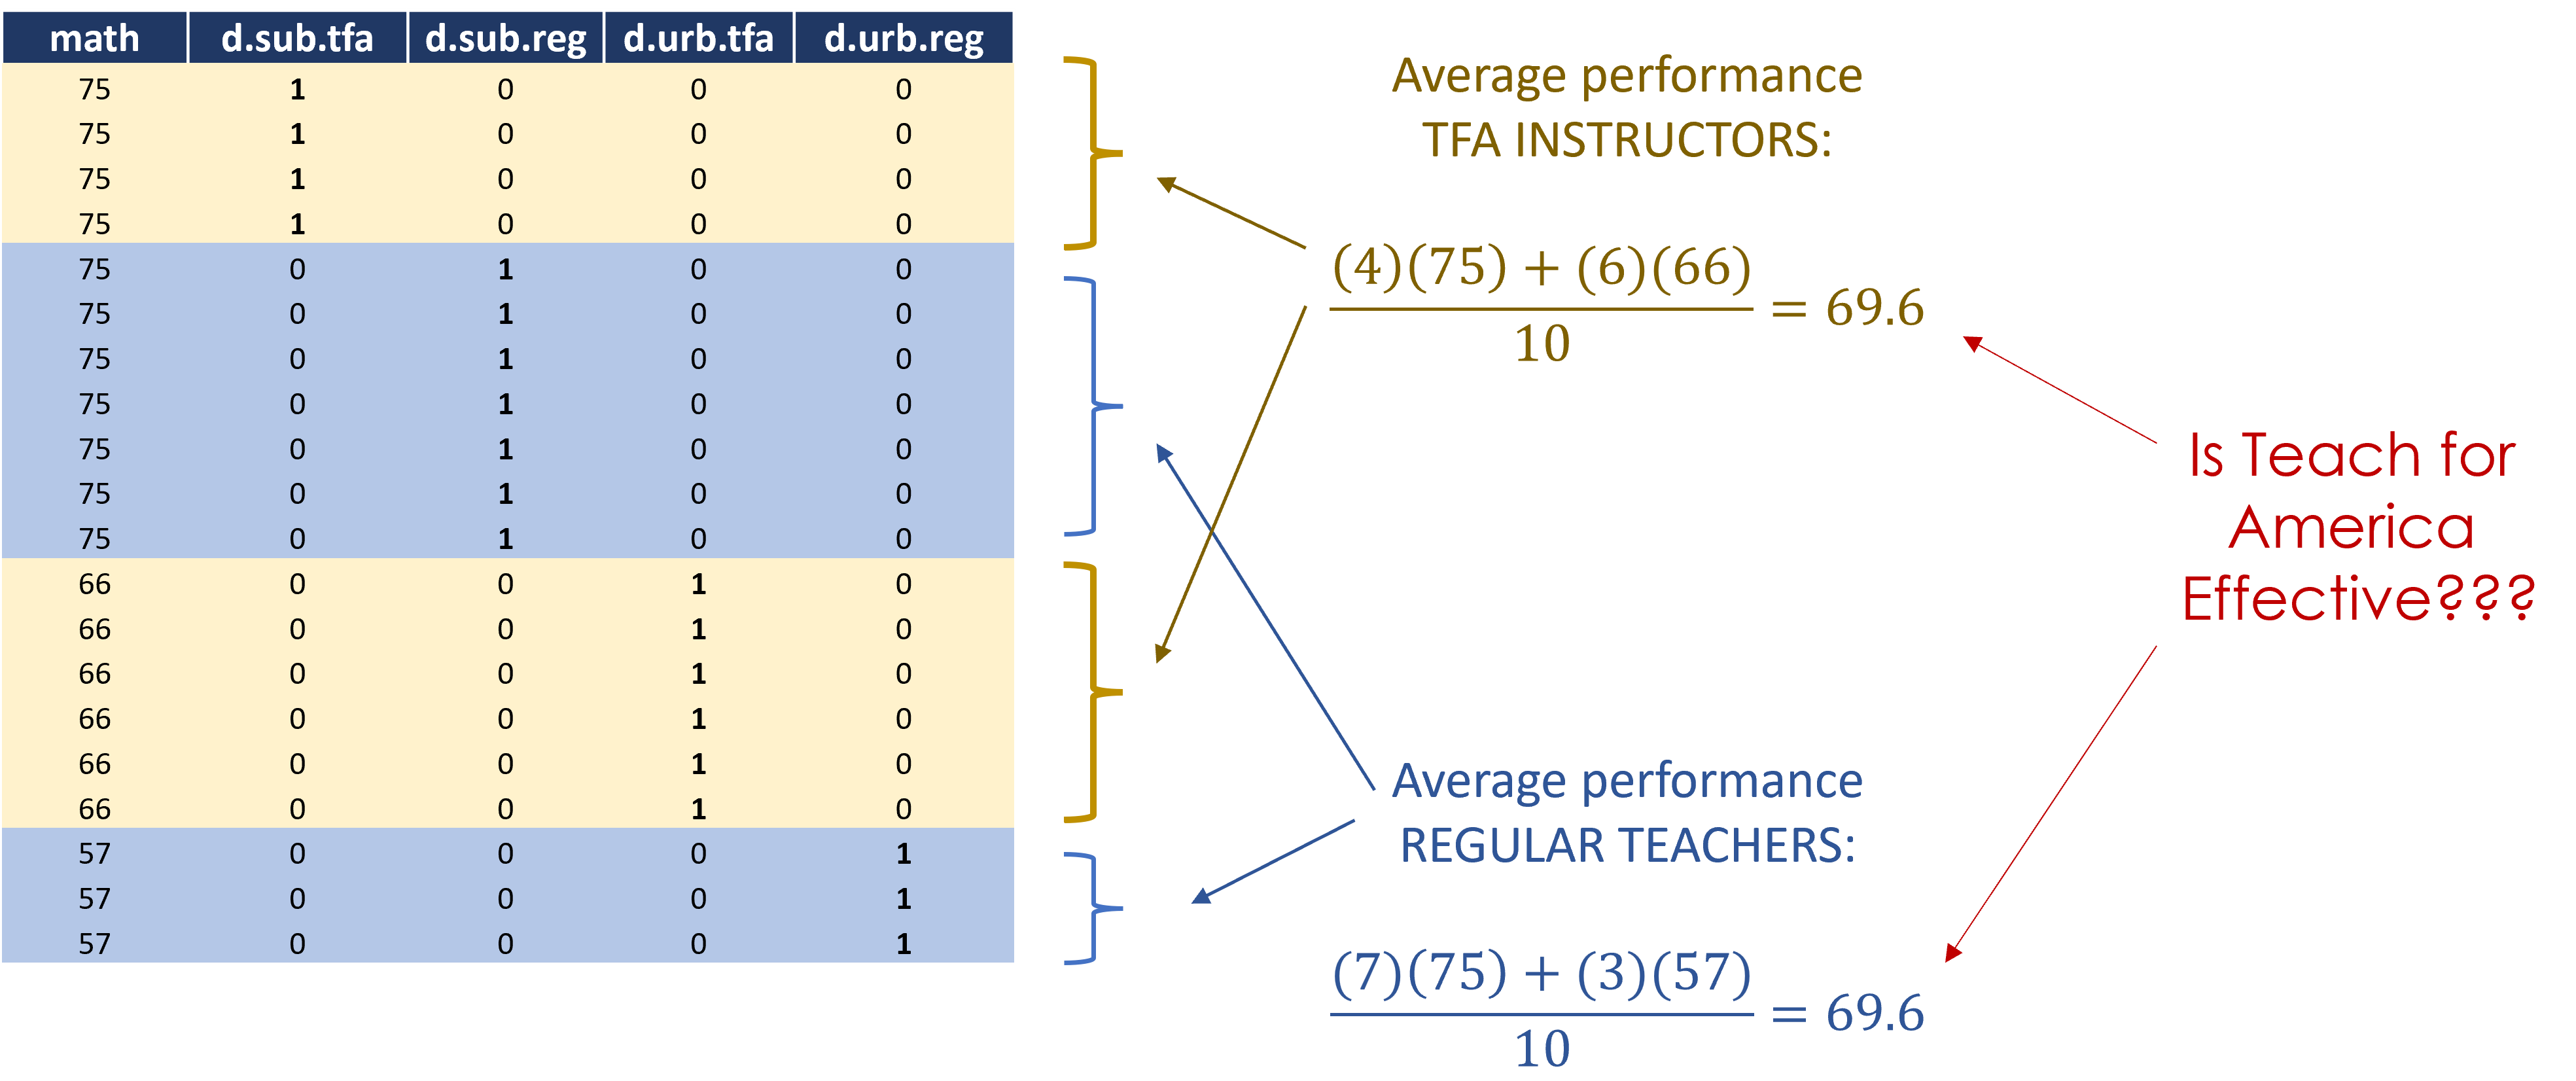 math d.sub.tfa d.sub.reg d.urb.tfa d.urb.reg
75 1 0 0 0
75 1 0 0 0
75 1 0 0 0
75 1 0 0 0
75 0 1 0 0
75 0 1 0 0
75 0 1 0 0
75 0 1 0 0
75 0 1 0 0
75 0 1 0 0
75 0 1 0 0
66 0 0 1 0
66 0 0 1 0
66 0 0 1 0
66 0 0 1 0
66 0 0 1 0
66 0 0 1 0
57 0 0 0 1
57 0 0 0 1
57 0 0 0 1
Average performance
TFA INSTRUCTORS:
(4)(75) + (6)(66)
10
= 69.6
Average performance
REGULAR TEACHERS:
(7)(75) + (3)(57)
10
= 69.6
Is Teach for
America
Effective???